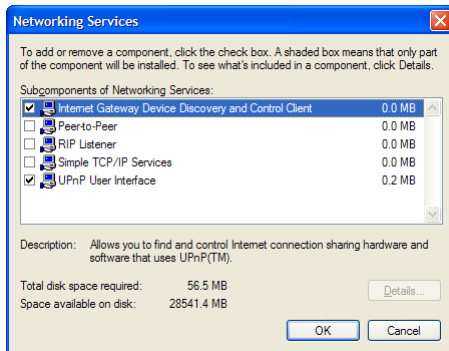 Networking Services
To add or remove a component, click the check box. A shaded box means that only part
of the component will be installed. To see what's included in a component, click Details.
Subcomponents of Networking Services:
Internet Gateway Device Discovery and Control Client 0.0 MB
Peer-to-Peer 0.0 MB
RIP Listener 0.0 MB
Simple TCP/IP Services 0.0 MB
UPnP User Interface 0.2 MB
Description: Allows you to find and control Internet connection sharing hardware and
software that uses UPnP(TM).
Total disk space required: 56.5 MB
Space available on disk: 28541.4 MB
Details...
OK Cancel